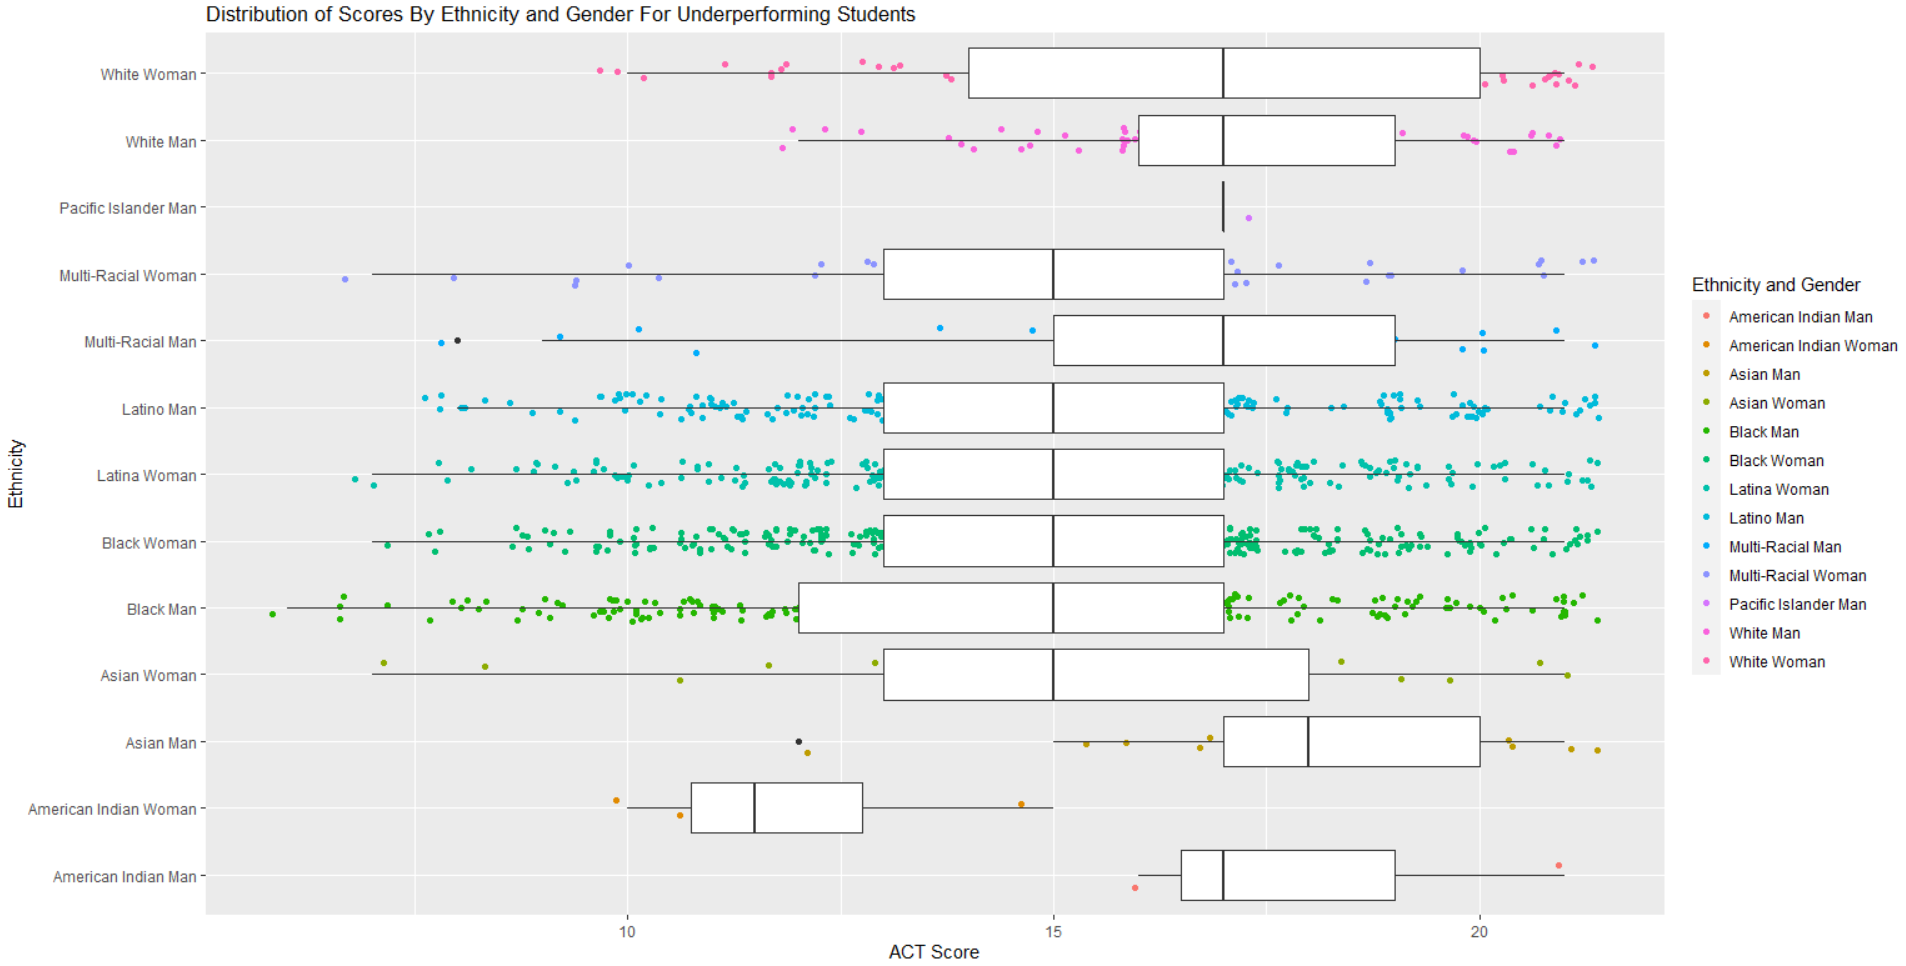 Distribution of Scores By Ethnicity and Gender For Underperforming Students
Ethnicity
White Woman
White Man
Pacific Islander Man
Multi-Racial Woman
Multi-Racial Man
Latino Man
Latina Woman
Black Woman
Black Man
Asian Woman
Asian Man
American Indian Woman
American Indian Man
10 15 20
ACT Score
Ethnicity and Gender
American Indian Man
American Indian Woman
Asian Man
Asian Woman
Black Man
Black Woman
Latina Woman
Latino Man
Multi-Racial Man
Multi-Racial Woman
Pacific Islander Man
White Man
White Woman